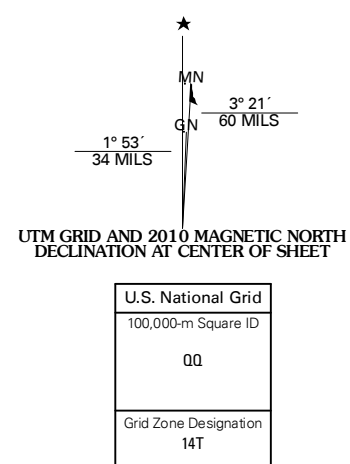 ★
MN
3° 21´
60 MILS
GN
1° 53´
34 MILS
UTM GRID AND 2010 MAGNETIC NORTH
DECLINATION AT CENTER OF SHEET
U.S. National Grid
100,000-m Square ID
QQ
Grid Zone Designation
14T